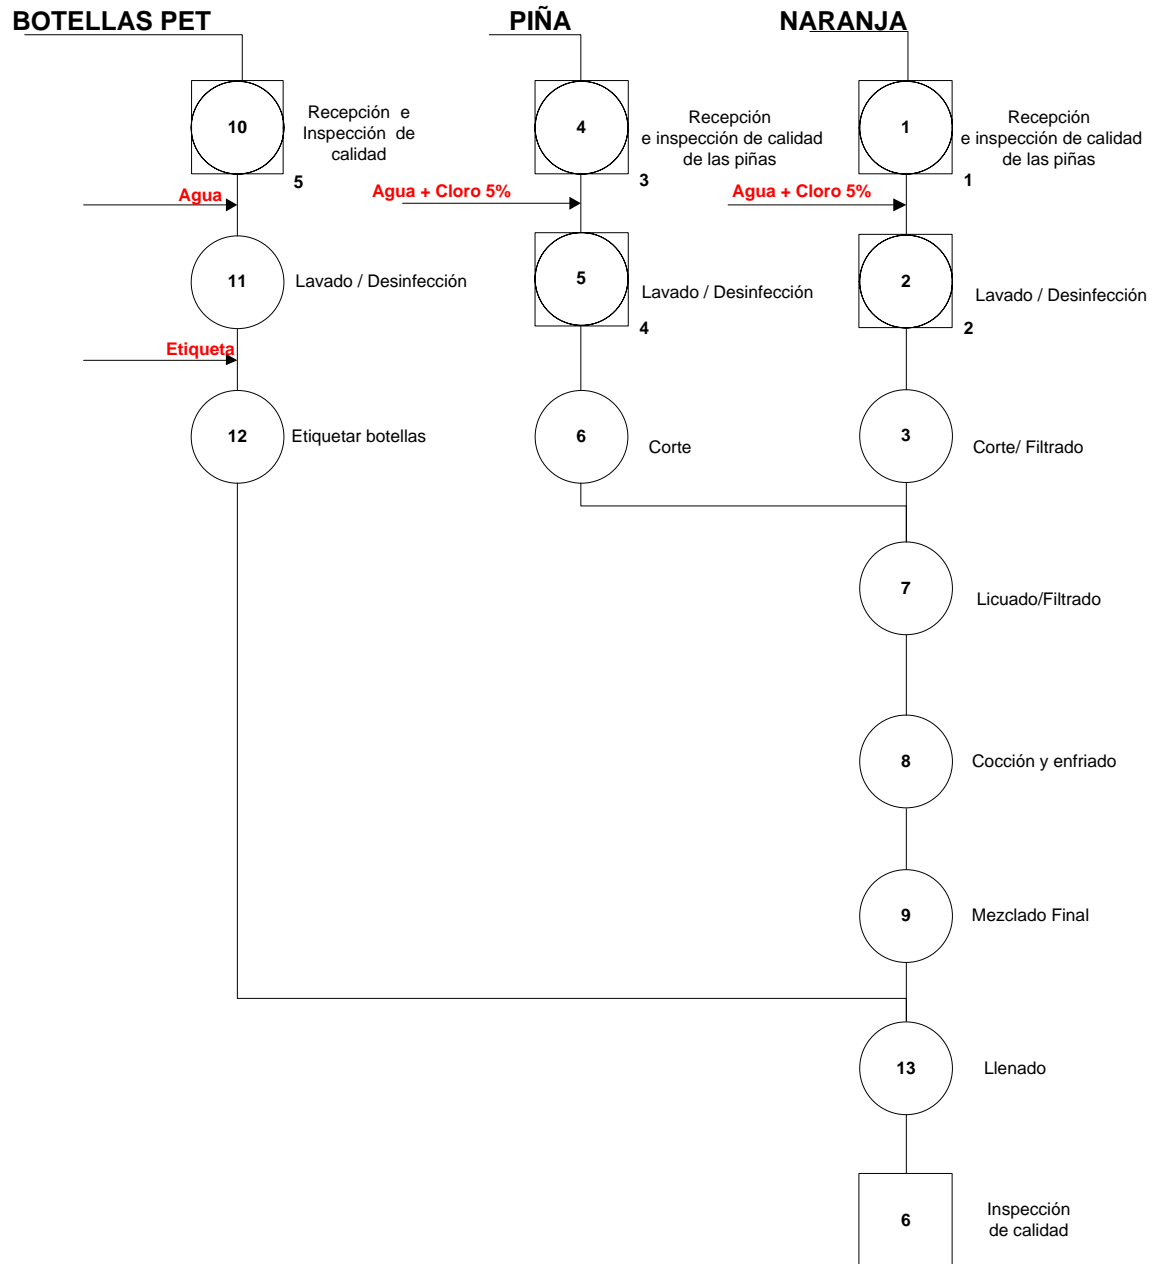 BOTELLAS PET
PIÑA
NARANJA
10
Recepción e
Inspección de
calidad
5
4
Recepción
e inspección de calidad
de las piñas
3
1
Recepción
e inspección de calidad
de las piñas
1
Agua
Agua + Cloro 5%
Agua + Cloro 5%
11
Lavado / Desinfección
5
Lavado / Desinfección
4
2
Lavado / Desinfección
2
Etiqueta
12
Etiquetar botellas
6
Corte
3
Corte/ Filtrado
7
Licuado/Filtrado
8
Cocción y enfriado
9
Mezclado Final
13
Llenado
6
Inspección
de calidad